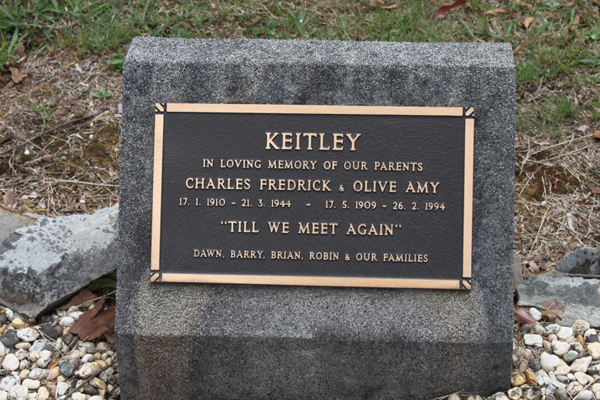 KEITLEY
IN LOVING MEMORY OF OUR PARENTS
CHARLES FREDRICK & OLIVE AMY
17. 1. 1910 - 21. 3. 1944 - 17. 5. 1909 - 26. 2. 1994
"TILL WE MEET AGAIN"
DAWN, BARRY, BRIAN, ROBIN & OUR FAMILIES